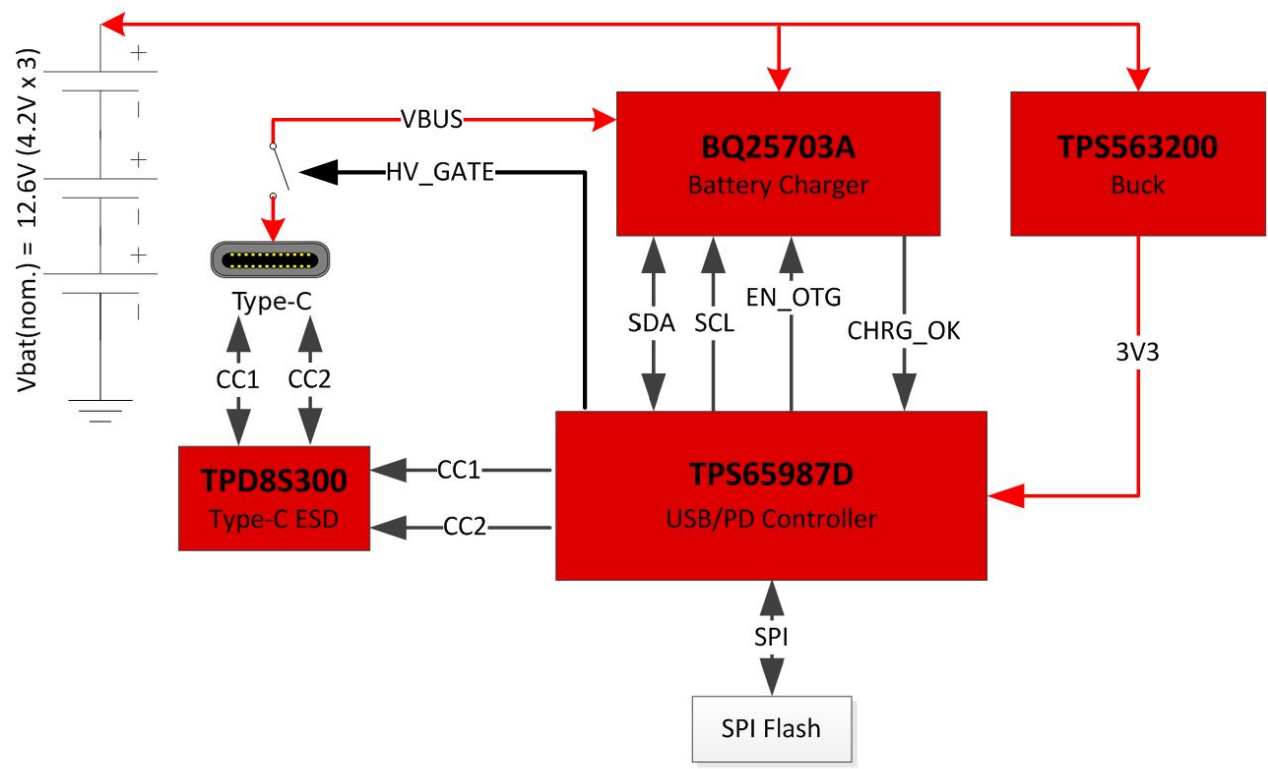 Vbat(nom.) = 12.6V (4.2V x 3)
+
|
+
|
+
|
VBUS
HV_GATE
BQ25703A
Battery Charger
TPS563200
Buck
Type-C
SDA
SCL
EN_OTG
CHRG_OK
3V3
CC1
CC2
TPD8S300
Type-C ESD
CC1
CC2
TPS65987D
USB/PD Controller
SPI
SPI Flash